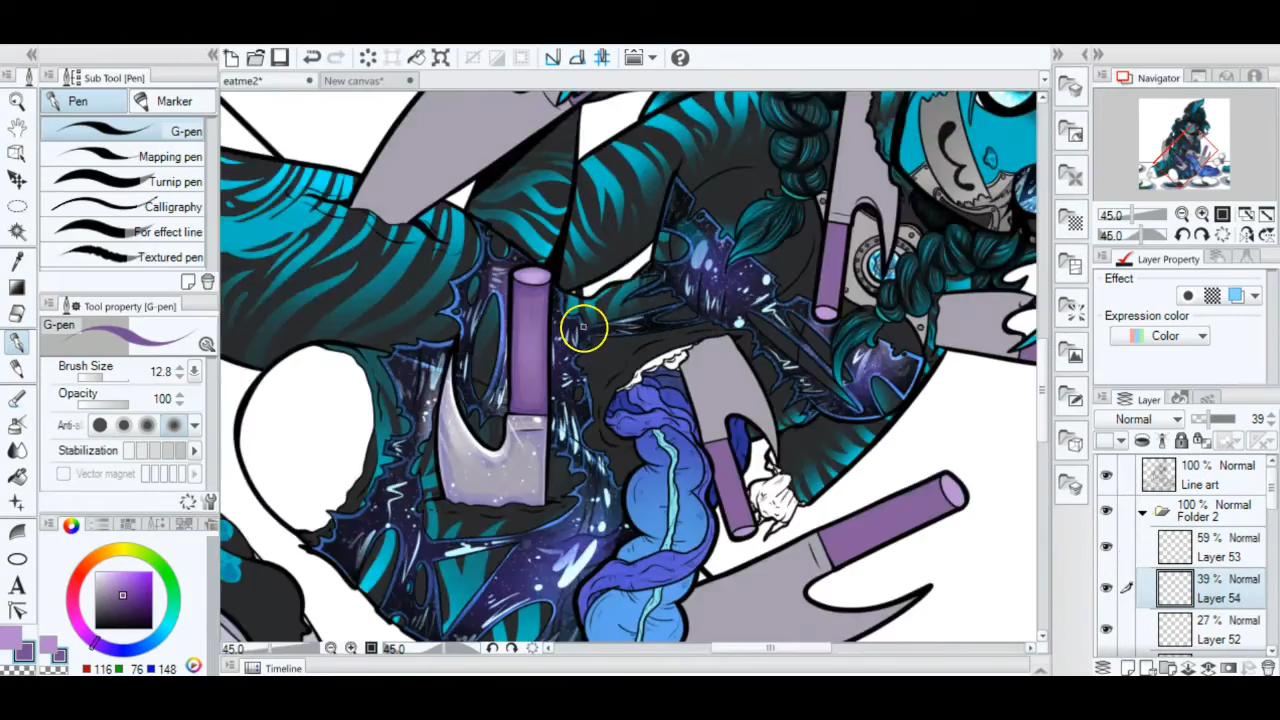 Sub Tool [Pen]
Pen
Marker
G-pen
Mapping pen
Turnip pen
Calligraphy
For effect line
Textured pen
Tool property [G-pen]
G-pen
Brush Size
12.8
Opacity
100
Anti-al
Stabilization
Vector magnet
116
76
148
eatme2*
New canvas*
45.0
45.0
Timeline
Navigator
45.0
45.0
Layer Property
Effect
Expression color
Color
Layer
Normal
39
100 % Normal
Line art
100 % Normal
Folder 2
59 % Normal
Layer 53
39 % Normal
Layer 54
27 % Normal
Layer 52
A